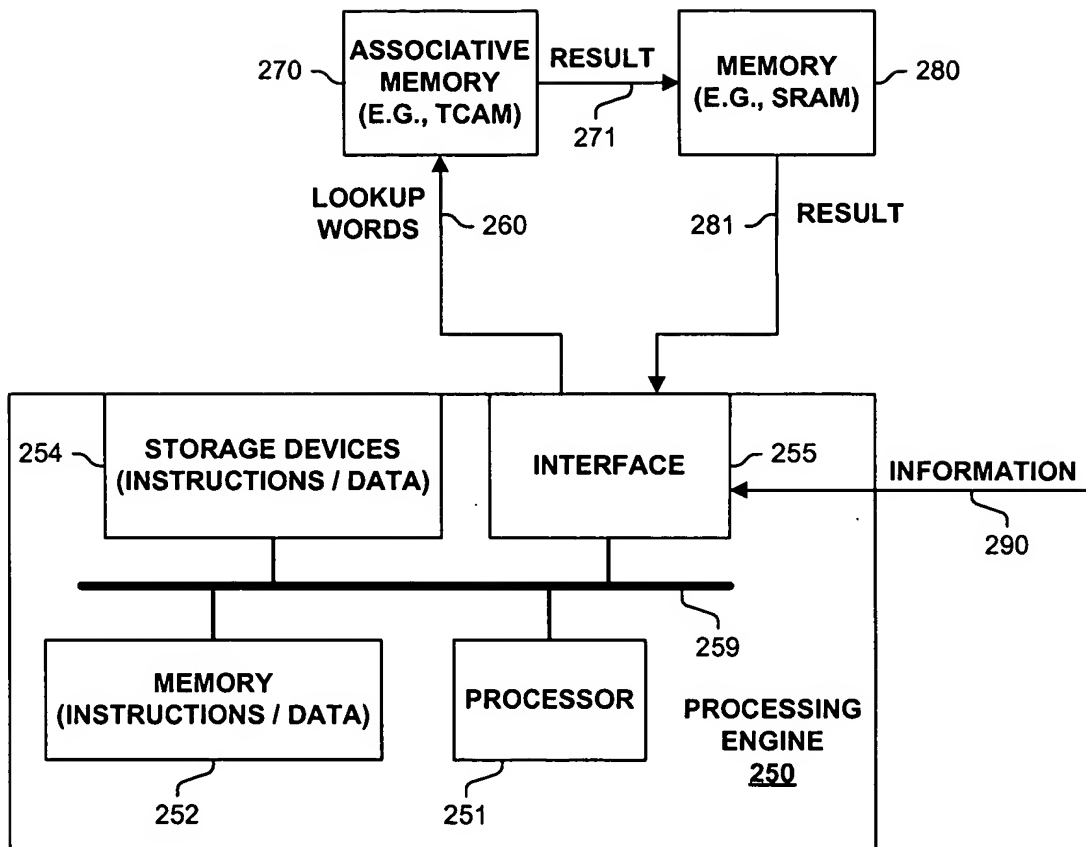 270
ASSOCIATIVE
MEMORY
(E.G., TCAM)
RESULT
271
MEMORY
(E.G., SRAM)
280
LOOKUP
WORDS
260
281
RESULT
254
STORAGE DEVICES
(INSTRUCTIONS / DATA)
INTERFACE
255
INFORMATION
290
259
MEMORY
(INSTRUCTIONS / DATA)
252
PROCESSOR
251
PROCESSING
ENGINE
250